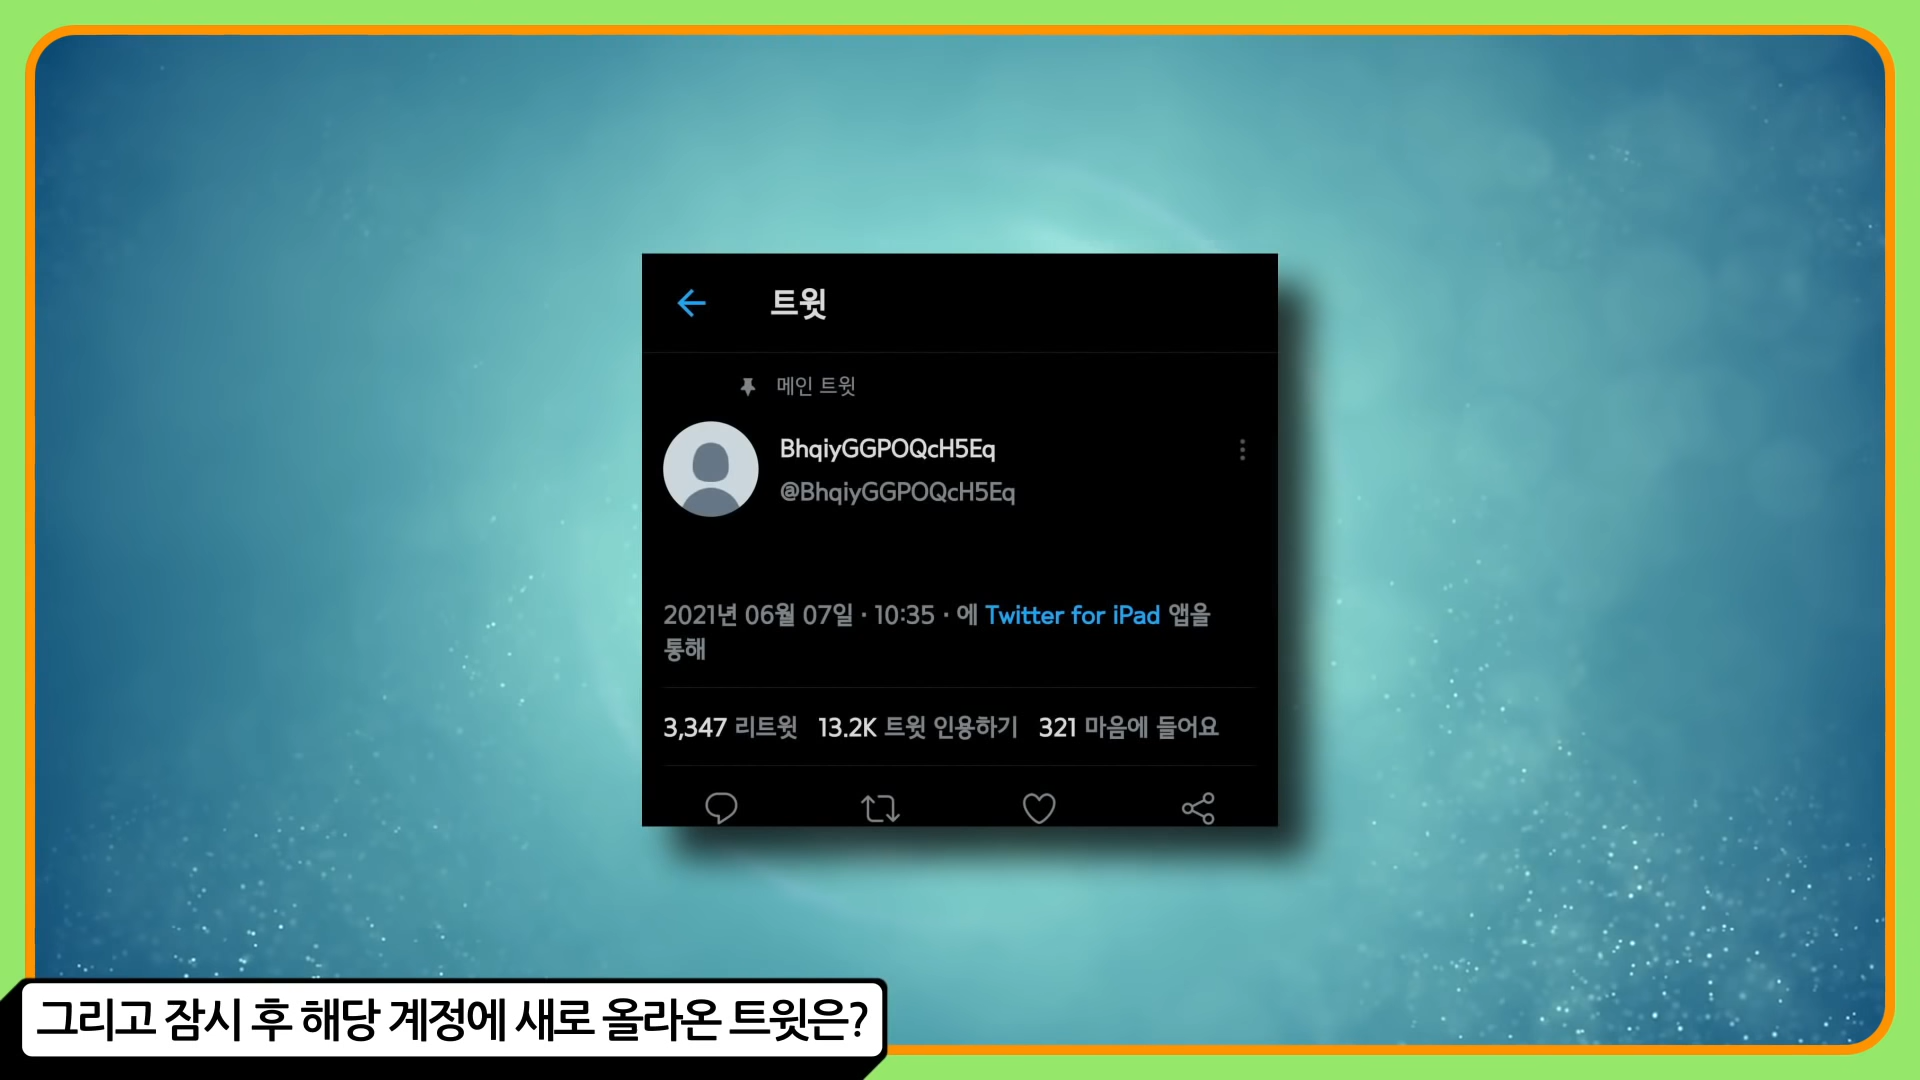 트윗
메인 트윗
BhqiyGGPOQcH5Eq
@BhqiyGGPOQcH5Eq
2021년 06월 07일 · 10:35 · 에 Twitter for iPad 앱을
통해
3,347 리트윗 13.2K 트윗 인용하기 321 마음에 들어요
그리고 잠시 후 해당 계정에 새로 올라온 트윗은?